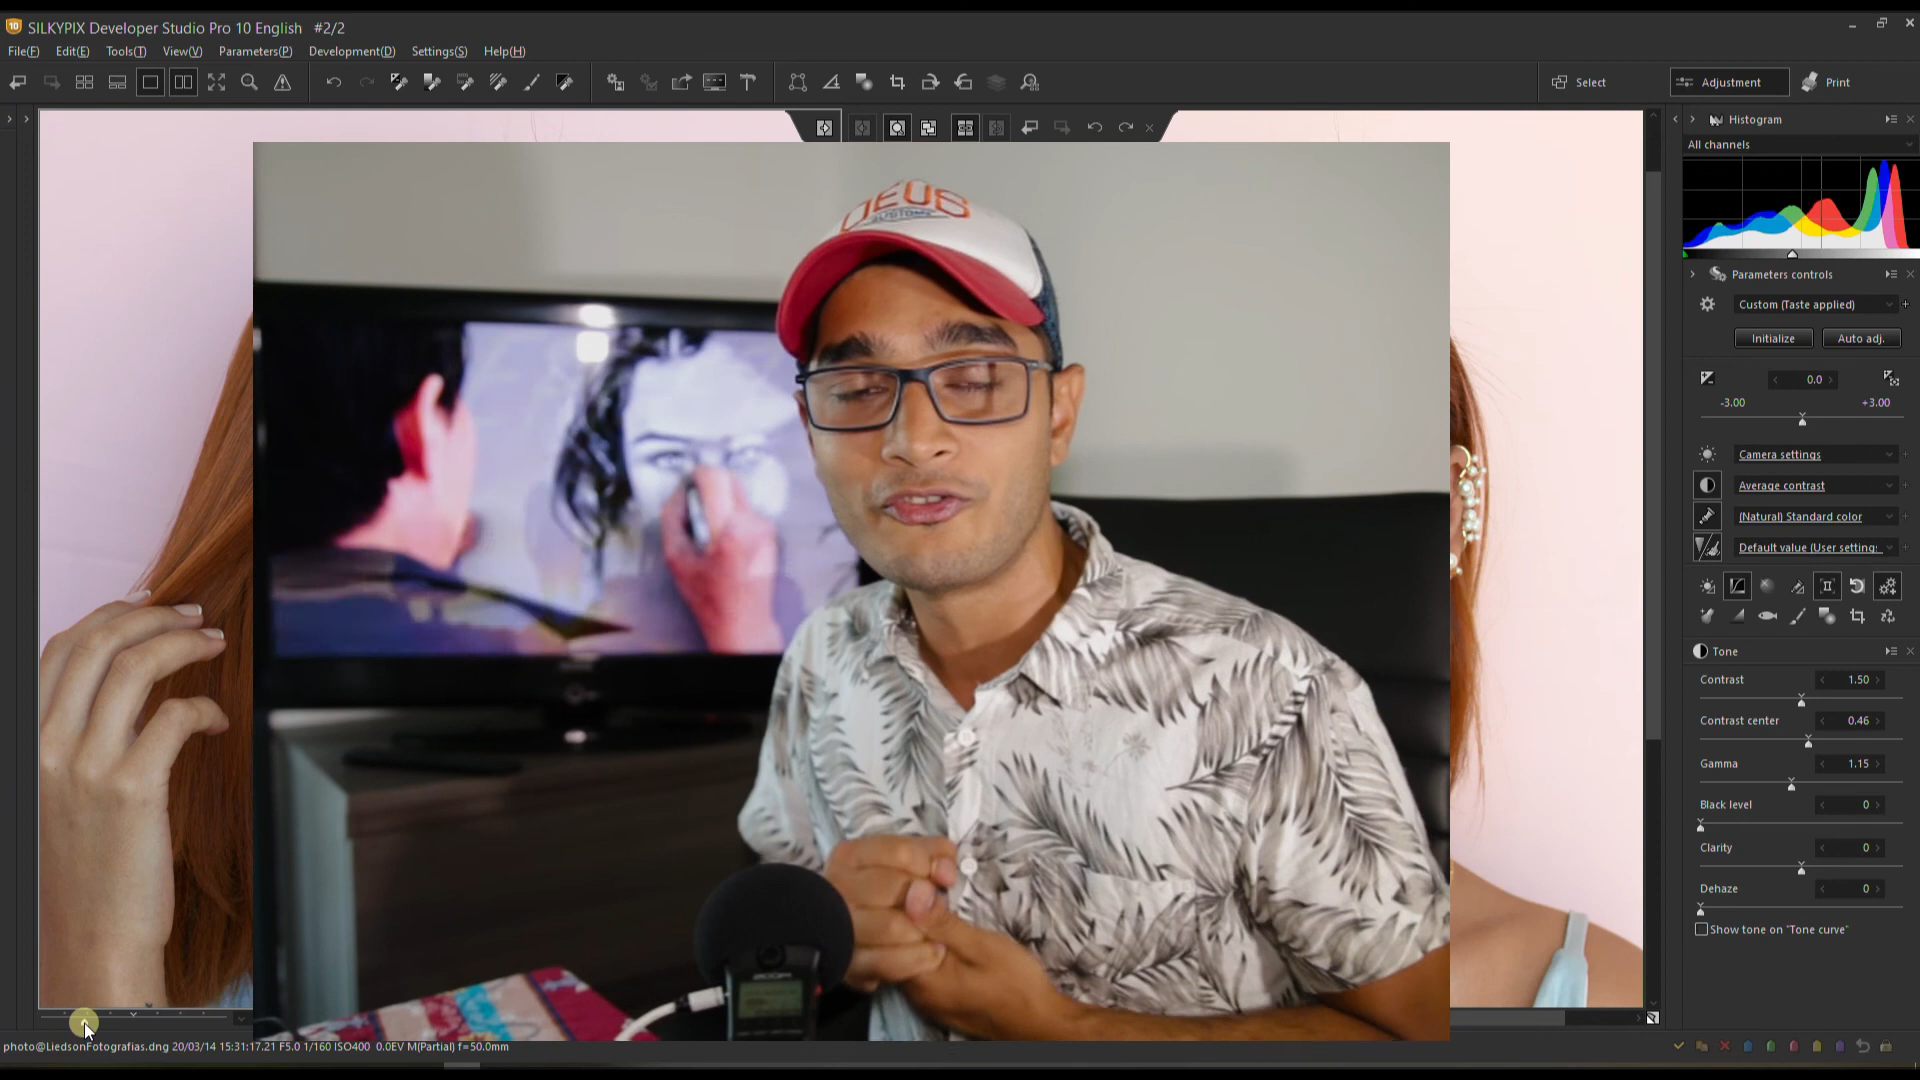 SILKYPIX Developer Studio Pro 10 English #2/2
File(F) Edit(E) Tools(T) View(V) Parameters(P) Development(D) Settings(S) Help(H)
Select Adjustment Print
Histogram
All channels
Parameters controls
Custom (Taste applied)
Initialize Auto adj.
0.0
-3.00 +3.00
Camera settings
Average contrast
(Natural) Standard color
Default value (User setting:
Tone
Contrast 1.50
Contrast center 0.46
Gamma 1.15
Black level 0
Clarity 0
Dehaze 0
Show tone on "Tone curve"
DEUS
CUSTOMS
ZOOM
photo@LiedsonFotografias.dng 20/03/14 15:31:17.21 F5.0 1/160 ISO400 0.0EV M(Partial) f=50.0mm